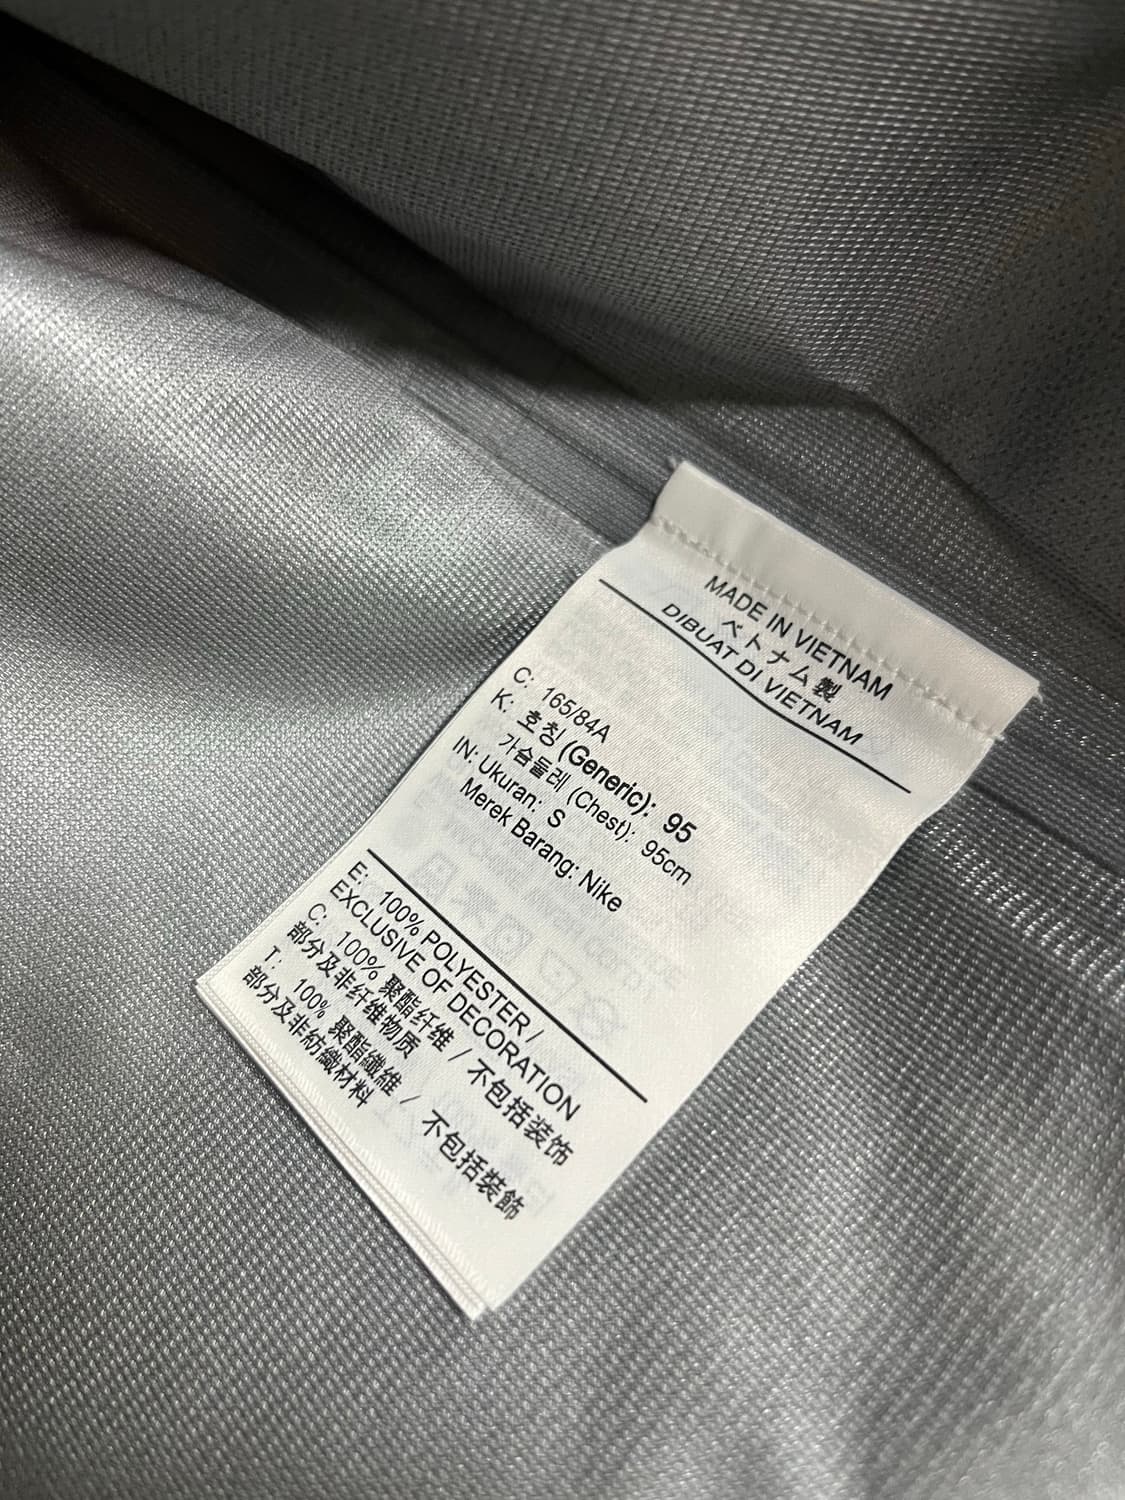 MADE IN VIETNAM
ベトナム製
DIBUAT DI VIETNAM
C: 165/84A
K: 호칭 (Generic): 95
가슴둘레 (Chest): 95cm
IN: Ukuran: S
Merek Barang: Nike
E: 100% POLYESTER /
EXCLUSIVE OF DECORATION
C: 100% 聚酯纤维 / 不包括装饰
部分及非纤维物质
T: 100% 聚酯纖維 / 不包括裝飾
部分及非紡織材料